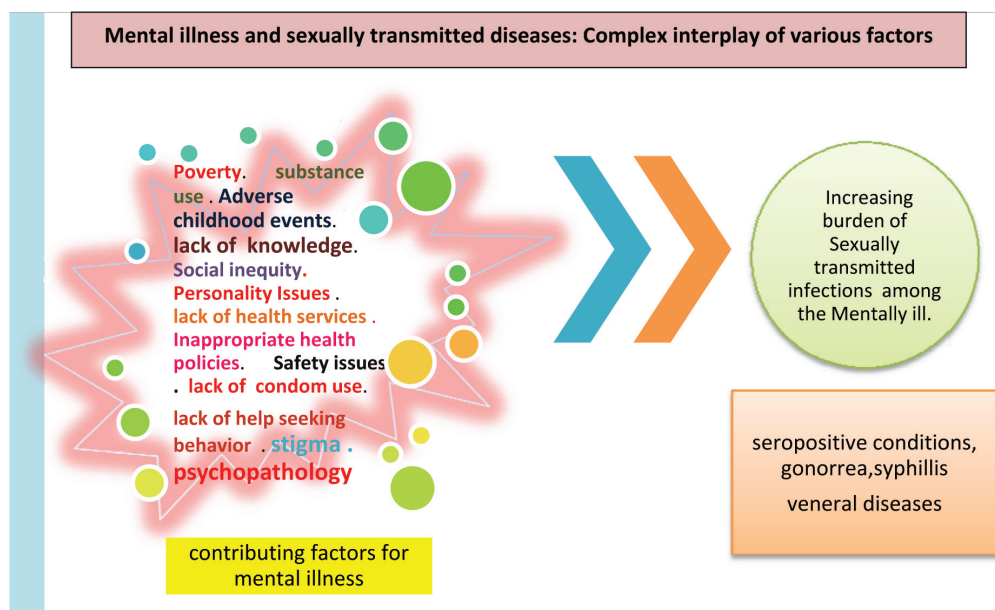 Mental illness and sexually transmitted diseases: Complex interplay of various factors
Poverty. substance
use . Adverse
childhood events.
lack of knowledge.
Social inequity.
Personality Issues .
lack of health services .
Inappropriate health
policies. Safety issues
. lack of condom use.
lack of help seeking
behavior . stigma .
psychopathology
contributing factors for
mental illness
Increasing
burden of
Sexually
transmitted
infections among
the Mentally ill.
seropositive conditions,
gonorrea,syphillis
veneral diseases